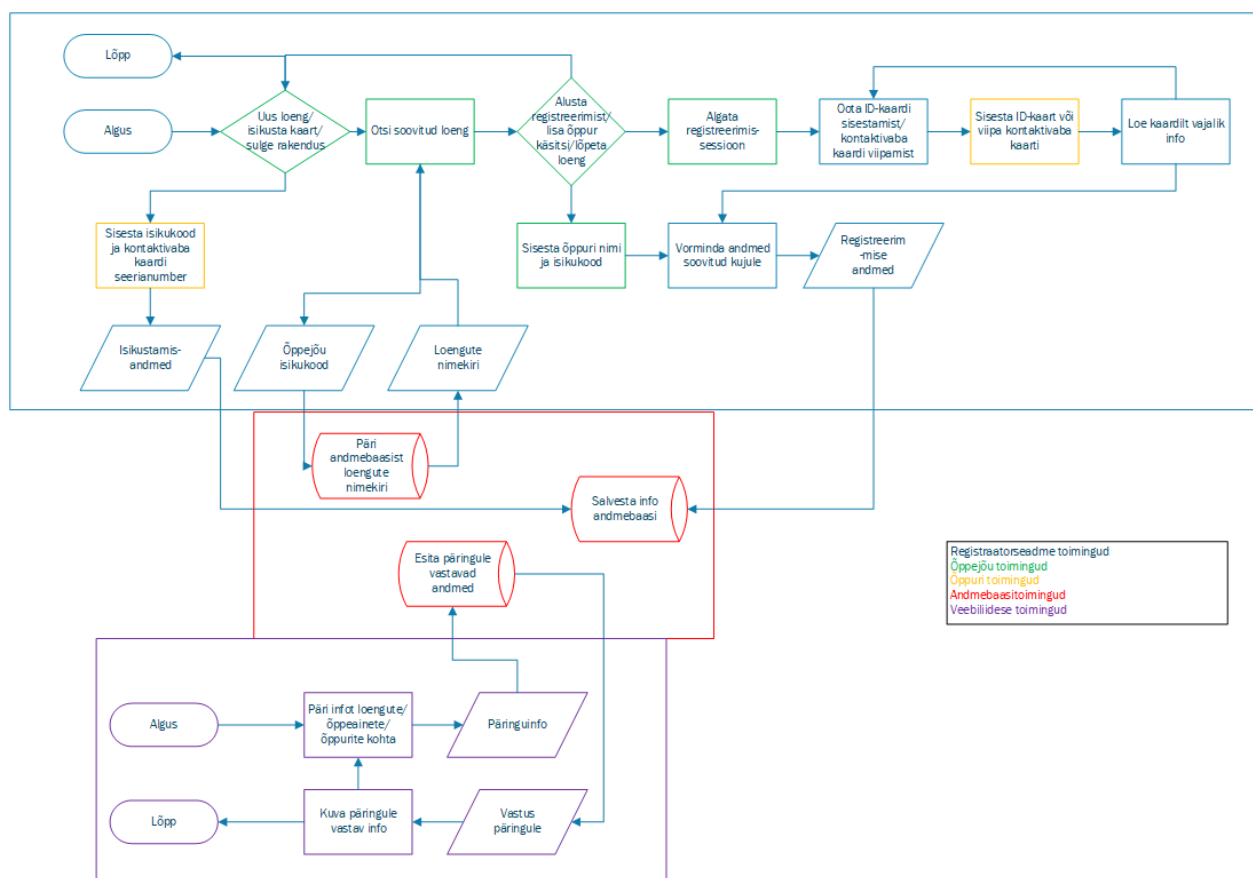 Lõpp
Algus
Uus loeng/
isikusta kaart/
sulge rakendus
Otsi soovitud loeng
Alusta
registreerimist/
lisa õppur
käsitsi/lõpeta
loeng
Algata
registreerimis-
sessioon
Oota ID-kaardi
sisestamist/
kontaktivaba
kaardi viipamist
Sisesta ID-kaart või
viipa kontaktivaba
kaarti
Loe kaardilt vajalik
info
Sisesta isikukood
ja kontaktivaba
kaardi
seerianumber
Sisesta õppuri nimi
ja isikukood
Vorminda andmed
soovitud kujule
Registreerim
-mise
andmed
Isikustamis-
andmed
Õppejõu
isikukood
Loengute
nimekiri
Päri
andmebaasist
loengute
nimekiri
Salvesta info
andmebaasi
Esita päringule
vastavad
andmed
Registraatorseadme toimingud
Õppejõu toimingud
Õppuri toimingud
Andmebaasitoimingud
Veebiliidese toimingud
Algus
Päri infot loengute/
õppeainete/
õppurite kohta
Päringuinfo
Lõpp
Kuva päringule
vastav info
Vastus
päringule